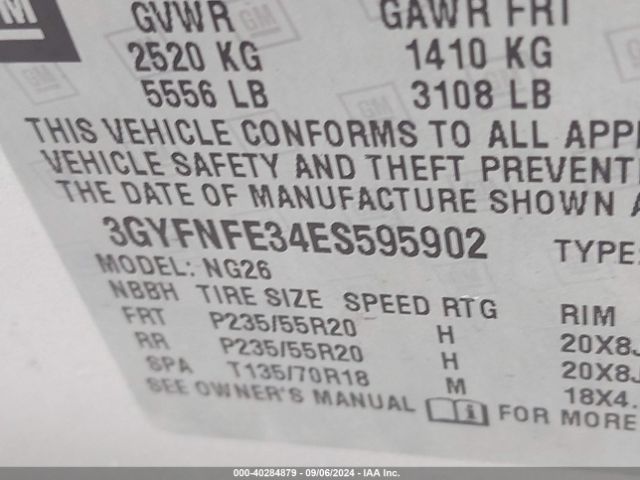 GM
GVWR GAWR FRT
2520 KG 1410 KG
5556 LB 3108 LB
THIS VEHICLE CONFORMS TO ALL APPL
VEHICLE SAFETY AND THEFT PREVENTI
THE DATE OF MANUFACTURE SHOWN A
3GYFNFE34ES595902 TYPE:
MODEL: NG26
NBBH TIRE SIZE SPEED RTG RIM
FRT P235/55R20 H 20X8J
RR P235/55R20 H 20X8J
SPA T135/70R18 M 18X4.
SEE OWNER'S MANUAL i FOR MORE
000-40284879 - 09/06/2024 - IAA Inc.